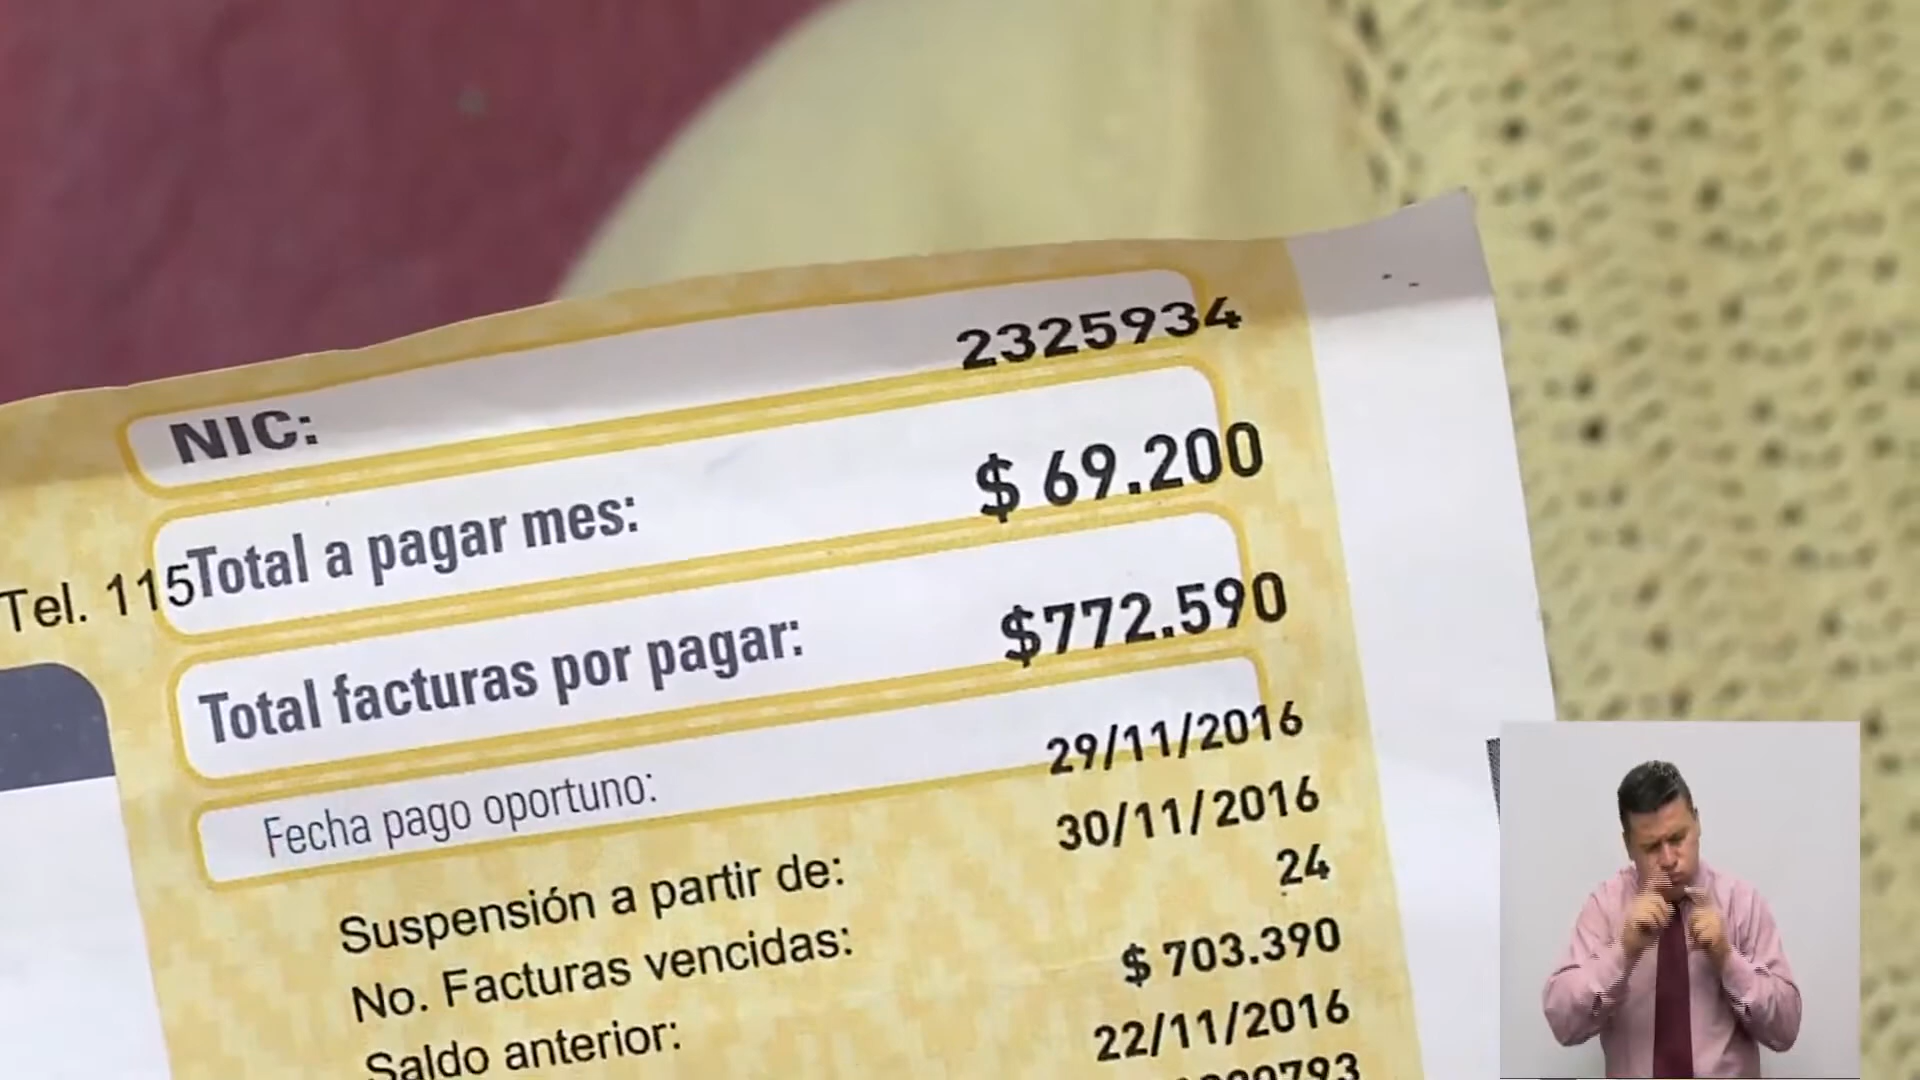 NIC: 2325934
Tel. 115
Total a pagar mes: $ 69.200
Total facturas por pagar: $772.590
Fecha pago oportuno: 29/11/2016
Suspensión a partir de: 30/11/2016
No. Facturas vencidas: 24
Saldo anterior: $ 703.390
22/11/2016